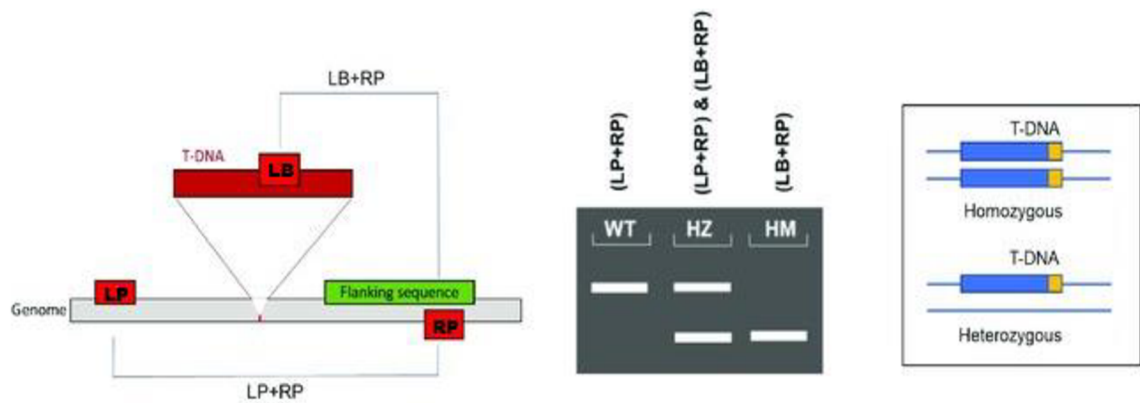 LB+RP
T-DNA
LB
LP
Flanking sequence
Genome
RP
LP+RP
(LP+RP)
(LP+RP) & (LB+RP)
(LB+RP)
WT
HZ
HM
T-DNA
Homozygous
T-DNA
Heterozygous